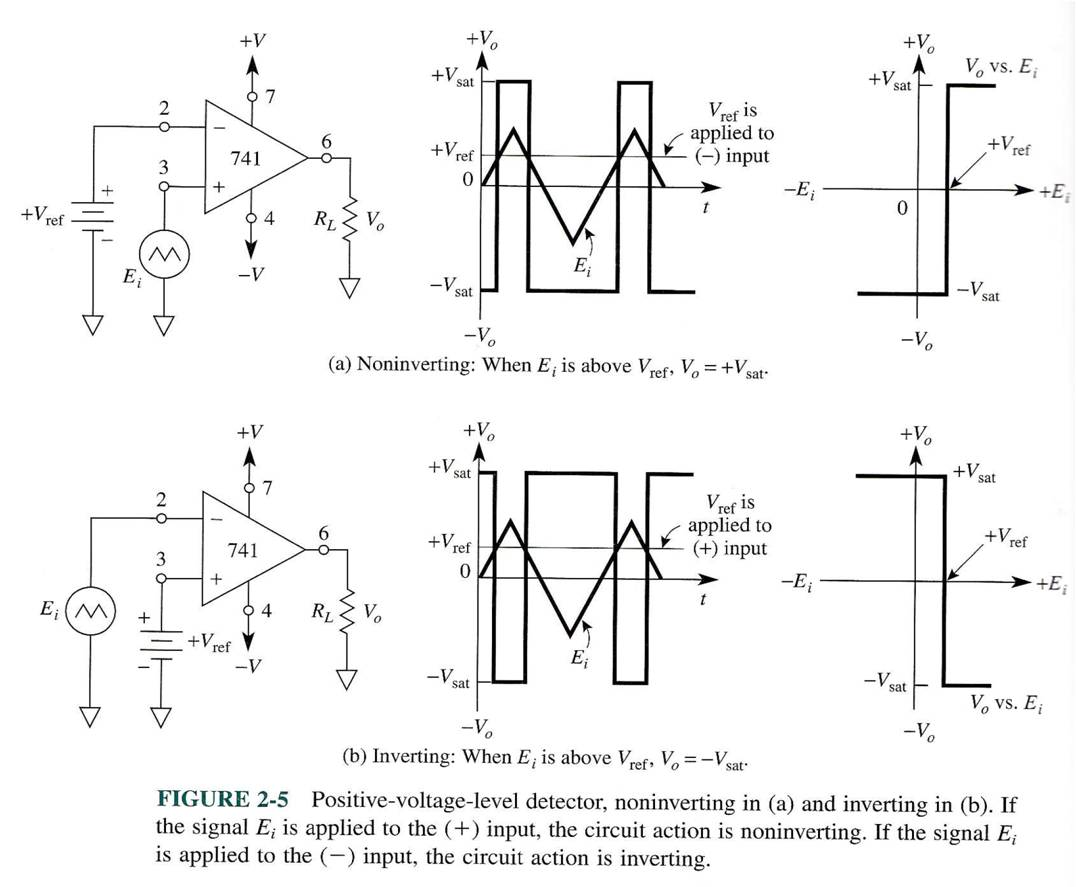 +V
7
2
741
−
+
3
6
+
−
+Vref
4
−V
Ei
RL
Vo
+Vo
+Vsat
+Vref
0
−Vsat
−Vo
Vref is
applied to
(−) input
t
Ei
+Vo
+Vsat
Vo vs. Ei
+Vref
−Ei
+Ei
0
−Vsat
−Vo
(a) Noninverting: When Ei is above Vref, Vo = +Vsat.
+V
7
2
741
−
+
3
6
Ei
+
−
+Vref
4
−V
RL
Vo
+Vo
+Vsat
+Vref
0
−Vsat
−Vo
Vref is
applied to
(+) input
t
Ei
+Vo
+Vsat
+Vref
−Ei
+Ei
−Vsat
Vo vs. Ei
−Vo
(b) Inverting: When Ei is above Vref, Vo = −Vsat.
FIGURE 2-5 Positive-voltage-level detector, noninverting in (a) and inverting in (b). If
the signal Ei is applied to the (+) input, the circuit action is noninverting. If the signal Ei
is applied to the (−) input, the circuit action is inverting.